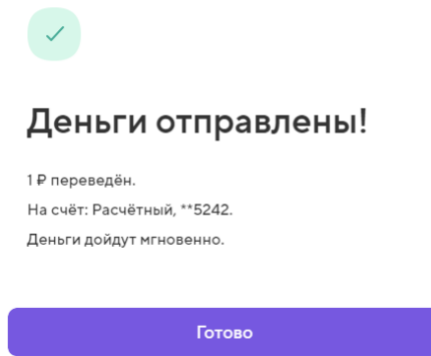 Деньги отправлены!
1 ₽ переведён.
На счёт: Расчётный, **5242.
Деньги дойдут мгновенно.
Готово